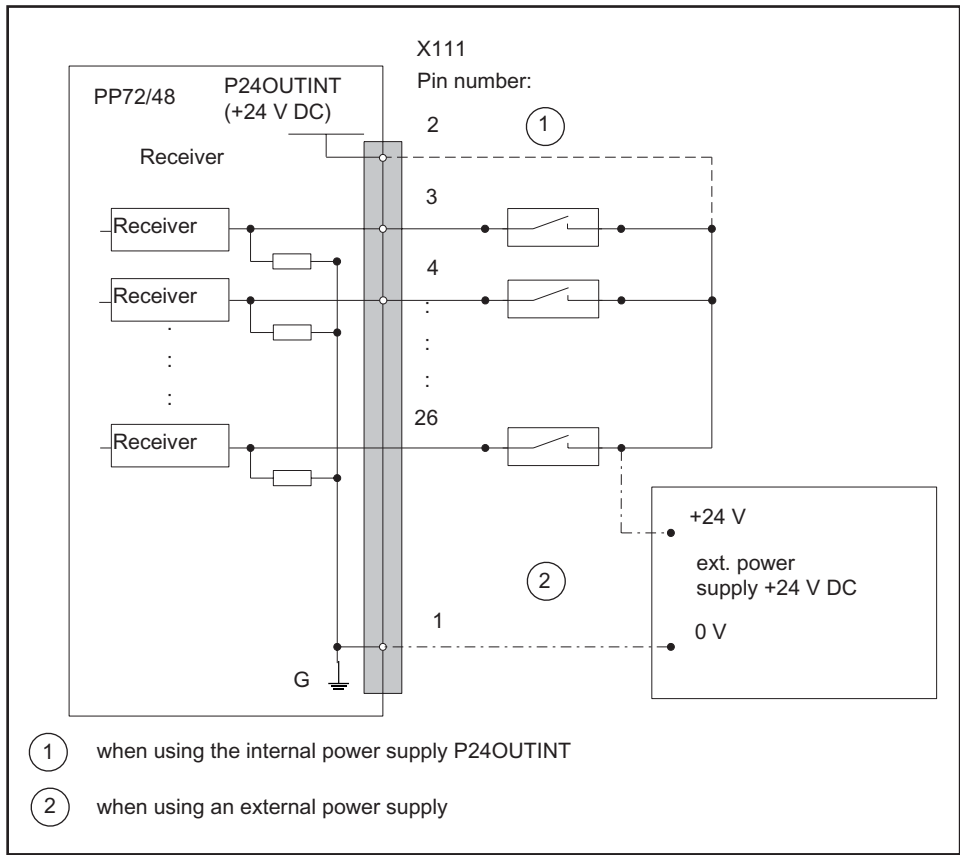 X111
Pin number:
PP72/48
P24OUTINT
(+24 V DC)
2
1
Receiver
3
Receiver
4
Receiver
:
:
:
:
:
:
26
Receiver
+24 V
ext. power
supply +24 V DC
2
1
0 V
G
1 when using the internal power supply P24OUTINT
2 when using an external power supply